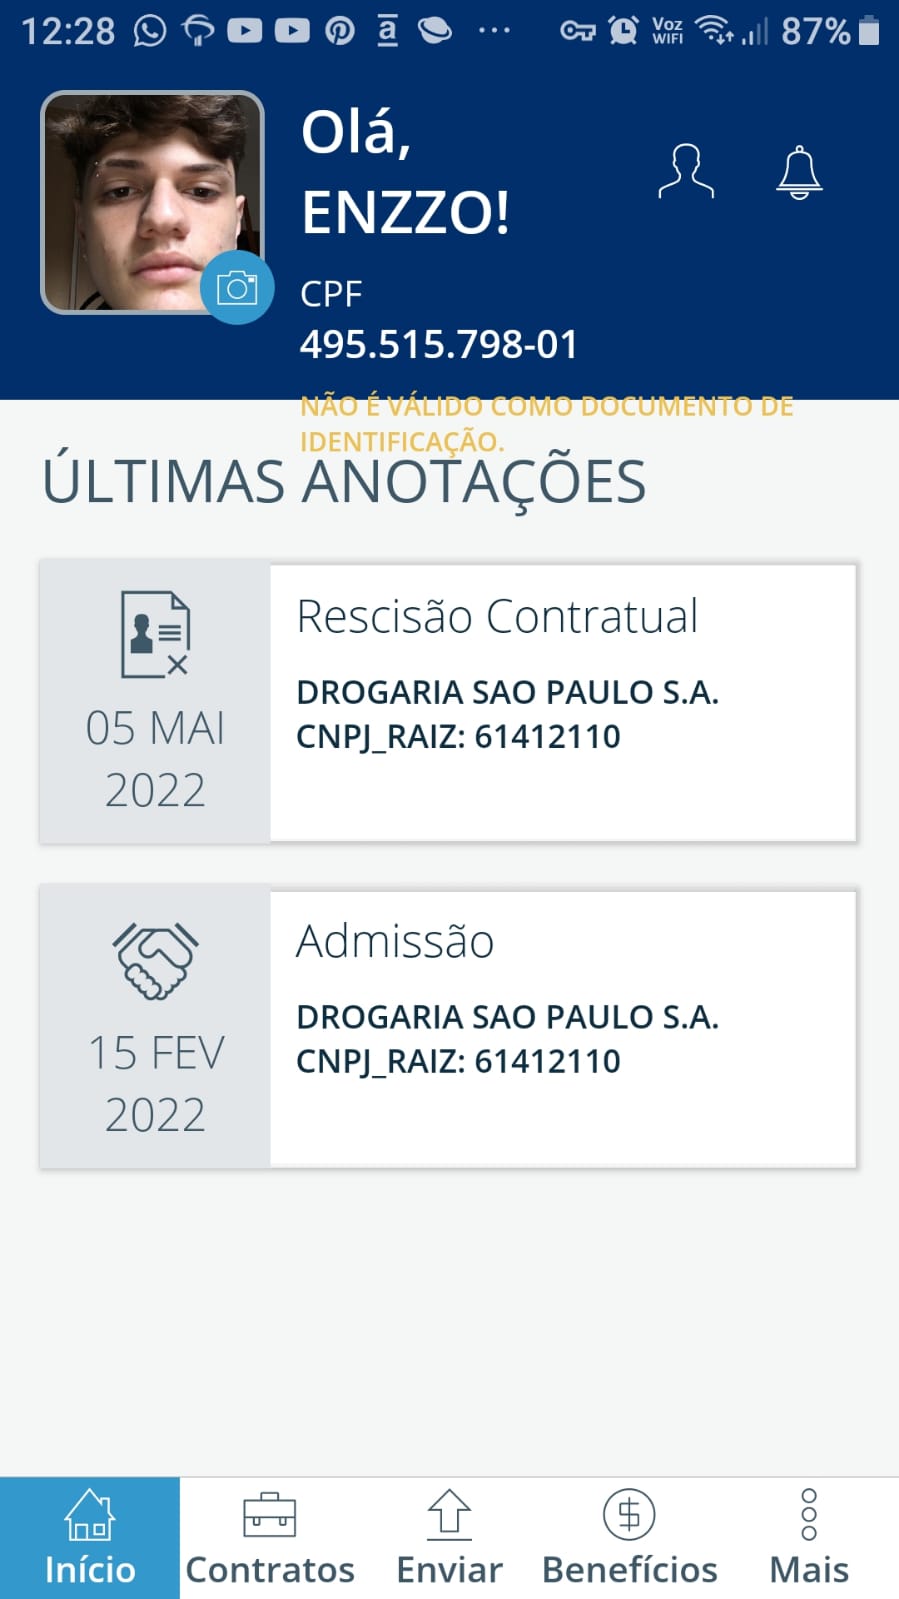 12:28
a
Voz
WIFI
87%
Olá,
ENZZO!
CPF
495.515.798-01
NÃO É VÁLIDO COMO DOCUMENTO DE
IDENTIFICAÇÃO.
ÚLTIMAS ANOTAÇÕES
Rescisão Contratual
DROGARIA SAO PAULO S.A.
CNPJ_RAIZ: 61412110
05 MAI
2022
Admissão
DROGARIA SAO PAULO S.A.
CNPJ_RAIZ: 61412110
15 FEV
2022
Início
Contratos
Enviar
Benefícios
Mais